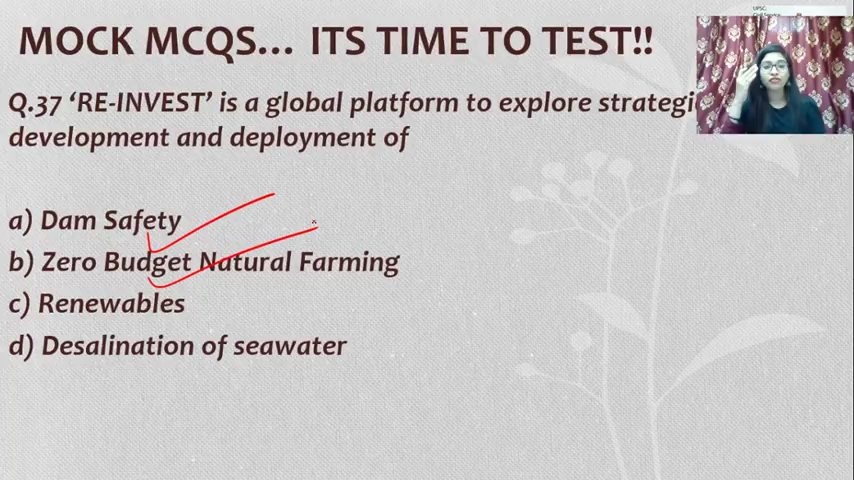 MOCK MCQS... ITS TIME TO TEST!!
UPSC
Q.37 ‘RE-INVEST’ is a global platform to explore
development and deployment of
a) Dam Safety
b) Zero Budget Natural Farming
c) Renewables
d) Desalination of seawater